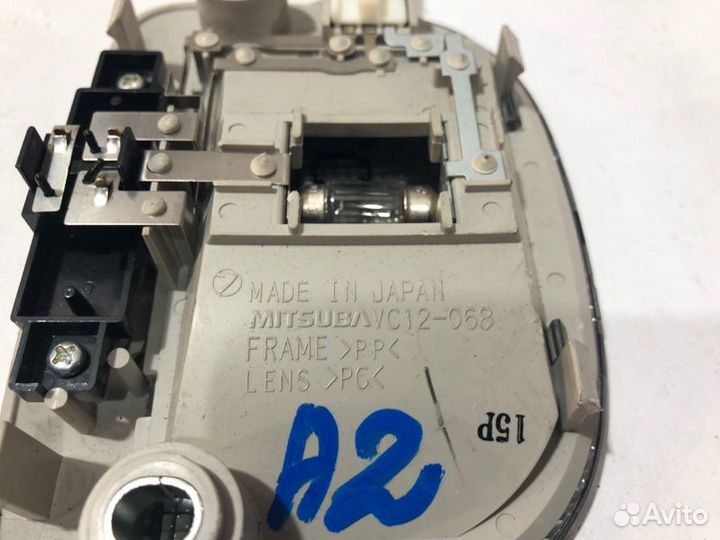 MADE IN JAPAN
MITSUBA VC12-068
FRAME >PP<
LENS >PC<
15P
A2
Avito